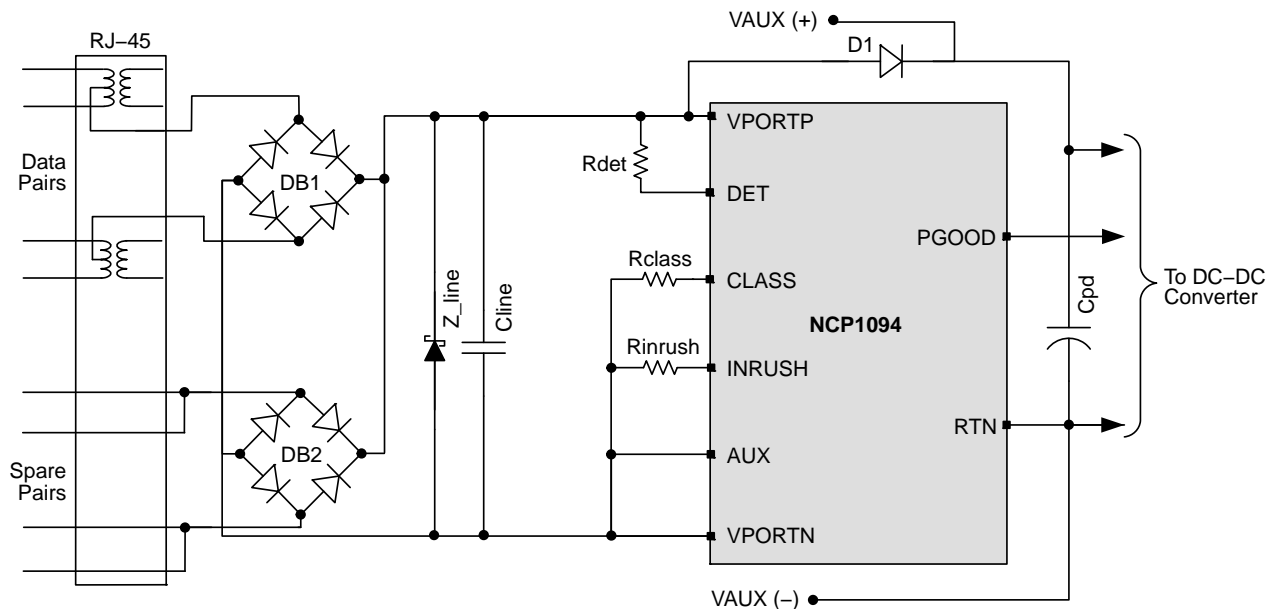 VAUX (+)
RJ–45
D1
VPORTP
Rdet
Data
Pairs
DB1
DET
PGOOD
Rclass
CLASS
To DC–DC
Converter
Z_line
Cline
Cpd
NCP1094
Rinrush
INRUSH
RTN
AUX
DB2
Spare
Pairs
VPORTN
VAUX (–)